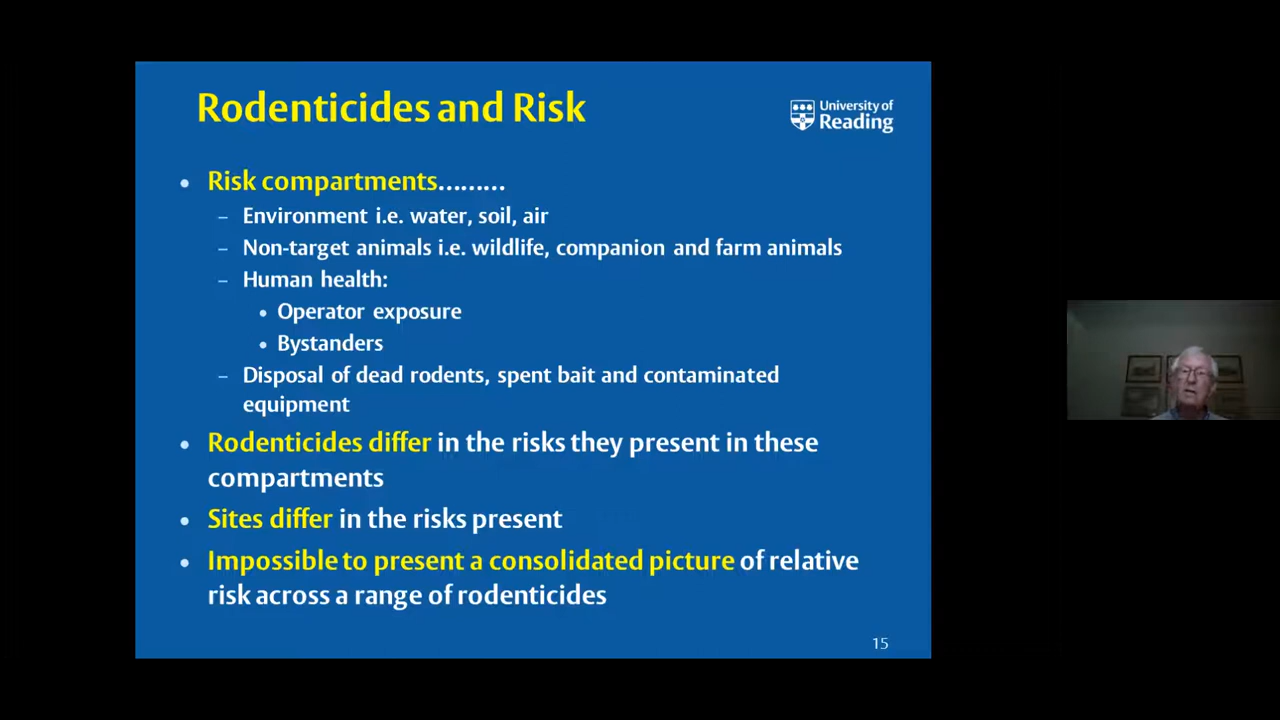 Rodenticides and Risk
University of
Reading
• Risk compartments.........
– Environment i.e. water, soil, air
– Non-target animals i.e. wildlife, companion and farm animals
– Human health:
• Operator exposure
• Bystanders
– Disposal of dead rodents, spent bait and contaminated
equipment
• Rodenticides differ in the risks they present in these
compartments
• Sites differ in the risks present
• Impossible to present a consolidated picture of relative
risk across a range of rodenticides
15